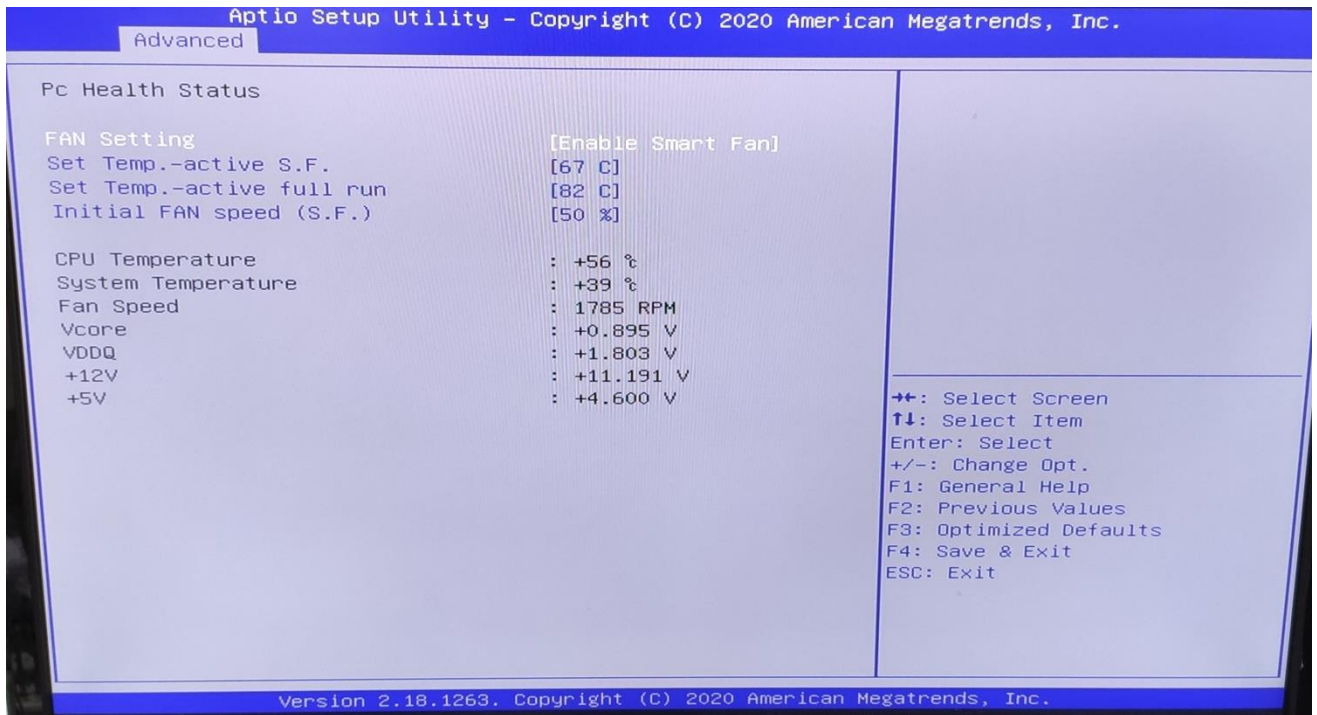 Aptio Setup Utility – Copyright (C) 2020 American Megatrends, Inc.
Advanced
Pc Health Status
FAN Setting [Enable Smart Fan]
Set Temp.-active S.F. [67 C]
Set Temp.-active full run [82 C]
Initial FAN speed (S.F.) [50 %]
CPU Temperature : +56 ℃
System Temperature : +39 ℃
Fan Speed : 1785 RPM
Vcore : +0.895 V
VDDQ : +1.803 V
+12V : +11.191 V
+5V : +4.600 V
→←: Select Screen
↑↓: Select Item
Enter: Select
+/-: Change Opt.
F1: General Help
F2: Previous Values
F3: Optimized Defaults
F4: Save & Exit
ESC: Exit
Version 2.18.1263. Copyright (C) 2020 American Megatrends, Inc.